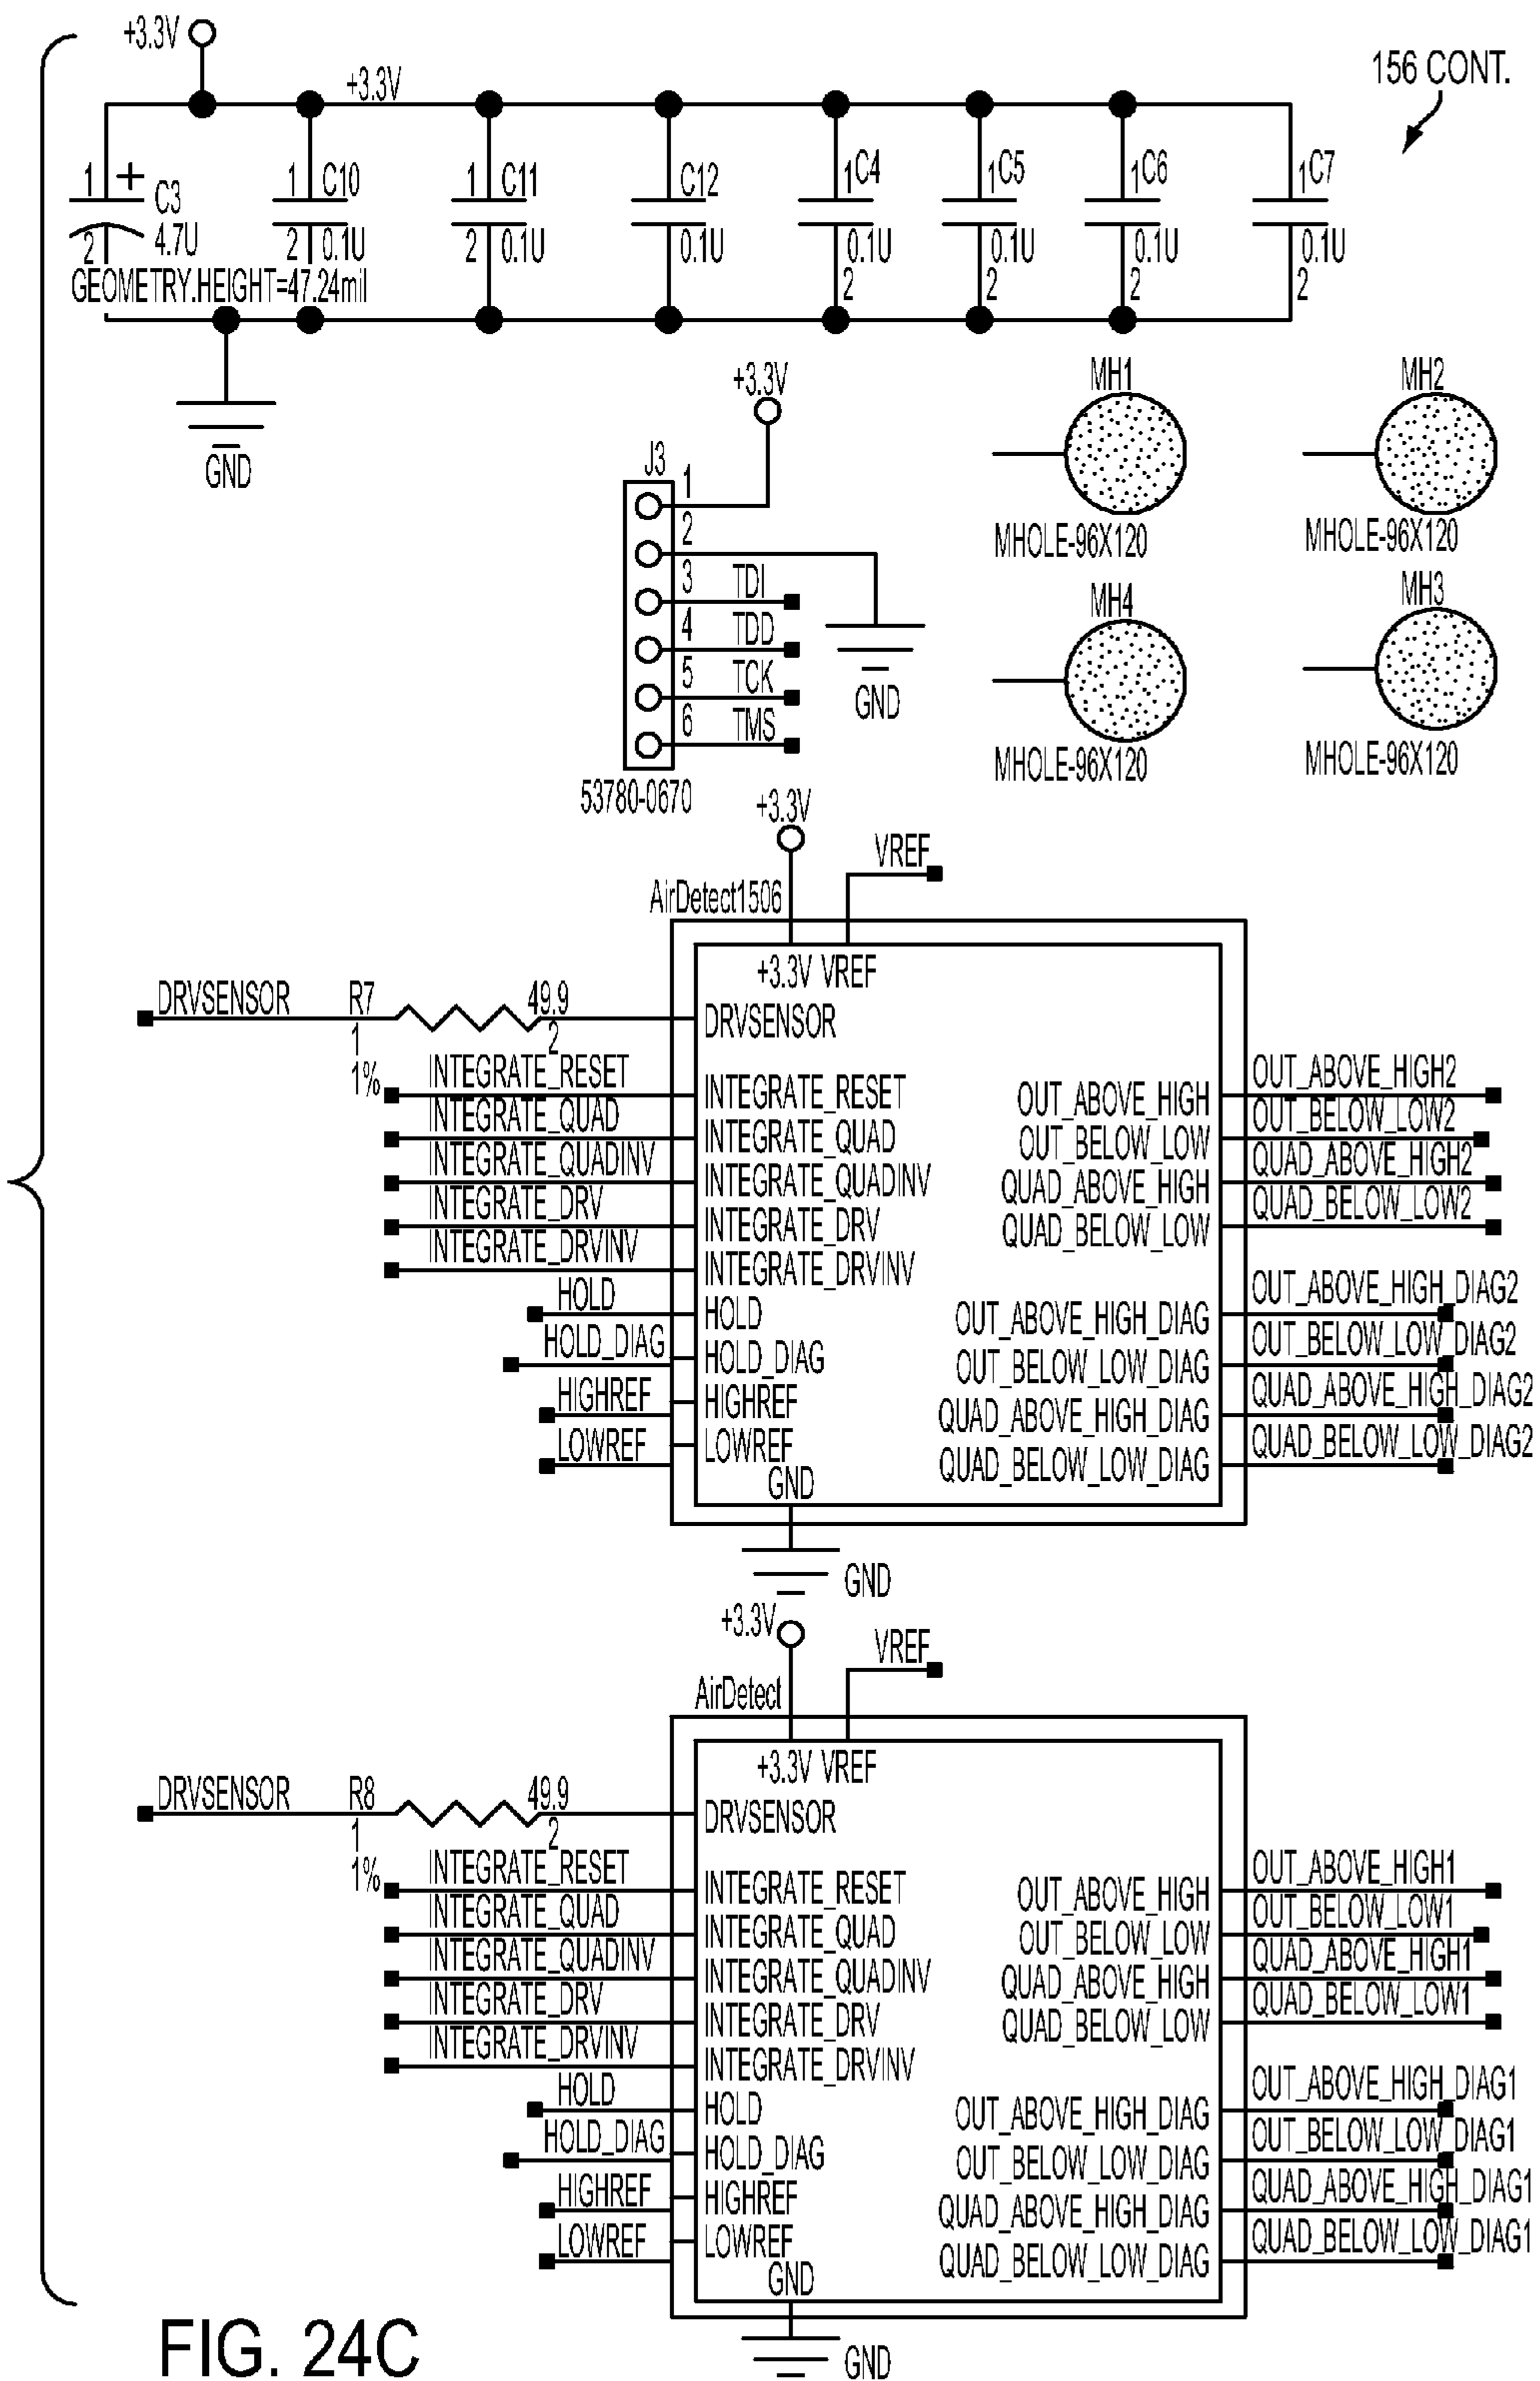 +3.3V
156 CONT.
+3.3V
1 + C3 4.7U 2
1 C10 2 0.1U
1 C11 2 0.1U
C12 0.1U
1 C4 0.1U 2
1 C5 0.1U 2
1 C6 0.1U 2
1 C7 0.1U 2
GEOMETRY.HEIGHT=47.24mil
GND
+3.3V
J3
1
2
3 TDI
4 TDD
5 TCK
6 TMS
53780-0670
GND
MH1
MHOLE-96X120
MH2
MHOLE-96X120
MH4
MHOLE-96X120
MH3
MHOLE-96X120
+3.3V
VREF
AirDetect1506
+3.3V VREF
DRVSENSOR R7 49.9 DRVSENSOR
1 2
1%
INTEGRATE_RESET INTEGRATE_RESET OUT_ABOVE_HIGH OUT_ABOVE_HIGH2
INTEGRATE_QUAD INTEGRATE_QUAD OUT_BELOW_LOW OUT_BELOW_LOW2
INTEGRATE_QUADINV INTEGRATE_QUADINV QUAD_ABOVE_HIGH QUAD_ABOVE_HIGH2
INTEGRATE_DRV INTEGRATE_DRV QUAD_BELOW_LOW QUAD_BELOW_LOW2
INTEGRATE_DRVINV INTEGRATE_DRVINV
HOLD HOLD OUT_ABOVE_HIGH_DIAG OUT_ABOVE_HIGH_DIAG2
HOLD_DIAG HOLD_DIAG OUT_BELOW_LOW_DIAG OUT_BELOW_LOW_DIAG2
HIGHREF HIGHREF QUAD_ABOVE_HIGH_DIAG QUAD_ABOVE_HIGH_DIAG2
LOWREF LOWREF QUAD_BELOW_LOW_DIAG QUAD_BELOW_LOW_DIAG2
GND
GND
+3.3V
VREF
AirDetect
+3.3V VREF
DRVSENSOR R8 49.9 DRVSENSOR
1 2
1%
INTEGRATE_RESET INTEGRATE_RESET OUT_ABOVE_HIGH OUT_ABOVE_HIGH1
INTEGRATE_QUAD INTEGRATE_QUAD OUT_BELOW_LOW OUT_BELOW_LOW1
INTEGRATE_QUADINV INTEGRATE_QUADINV QUAD_ABOVE_HIGH QUAD_ABOVE_HIGH1
INTEGRATE_DRV INTEGRATE_DRV QUAD_BELOW_LOW QUAD_BELOW_LOW1
INTEGRATE_DRVINV INTEGRATE_DRVINV
HOLD HOLD OUT_ABOVE_HIGH_DIAG OUT_ABOVE_HIGH_DIAG1
HOLD_DIAG HOLD_DIAG OUT_BELOW_LOW_DIAG OUT_BELOW_LOW_DIAG1
HIGHREF HIGHREF QUAD_ABOVE_HIGH_DIAG QUAD_ABOVE_HIGH_DIAG1
LOWREF LOWREF QUAD_BELOW_LOW_DIAG QUAD_BELOW_LOW_DIAG1
GND
GND
FIG. 24C